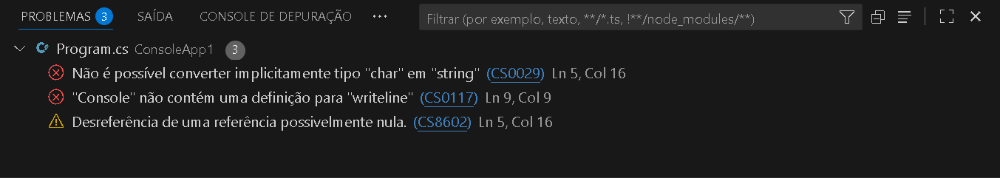 PROBLEMAS 3 SAÍDA CONSOLE DE DEPURAÇÃO ··· Filtrar (por exemplo, texto, **/*.ts, !**/node_modules/**)
C# Program.cs ConsoleApp1 3
Não é possível converter implicitamente tipo "char" em "string" (CS0029) Ln 5, Col 16
"Console" não contém uma definição para "writeline" (CS0117) Ln 9, Col 9
Desreferência de uma referência possivelmente nula. (CS8602) Ln 5, Col 16